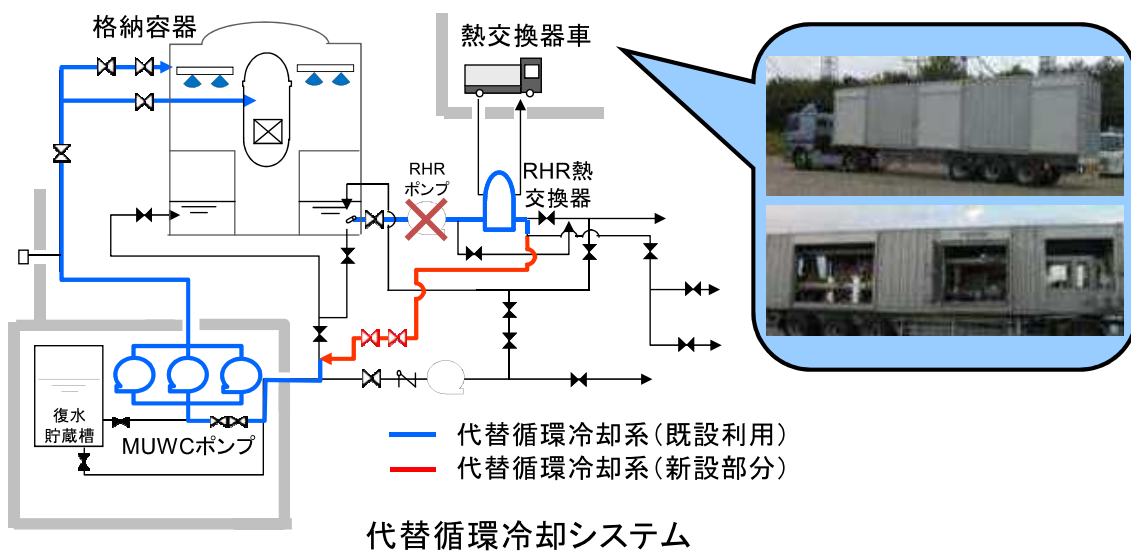 格納容器
熱交換器車
RHR
ポンプ
RHR熱
交換器
復水
貯蔵槽
MUWCポンプ
代替循環冷却系(既設利用)
代替循環冷却系(新設部分)
代替循環冷却システム